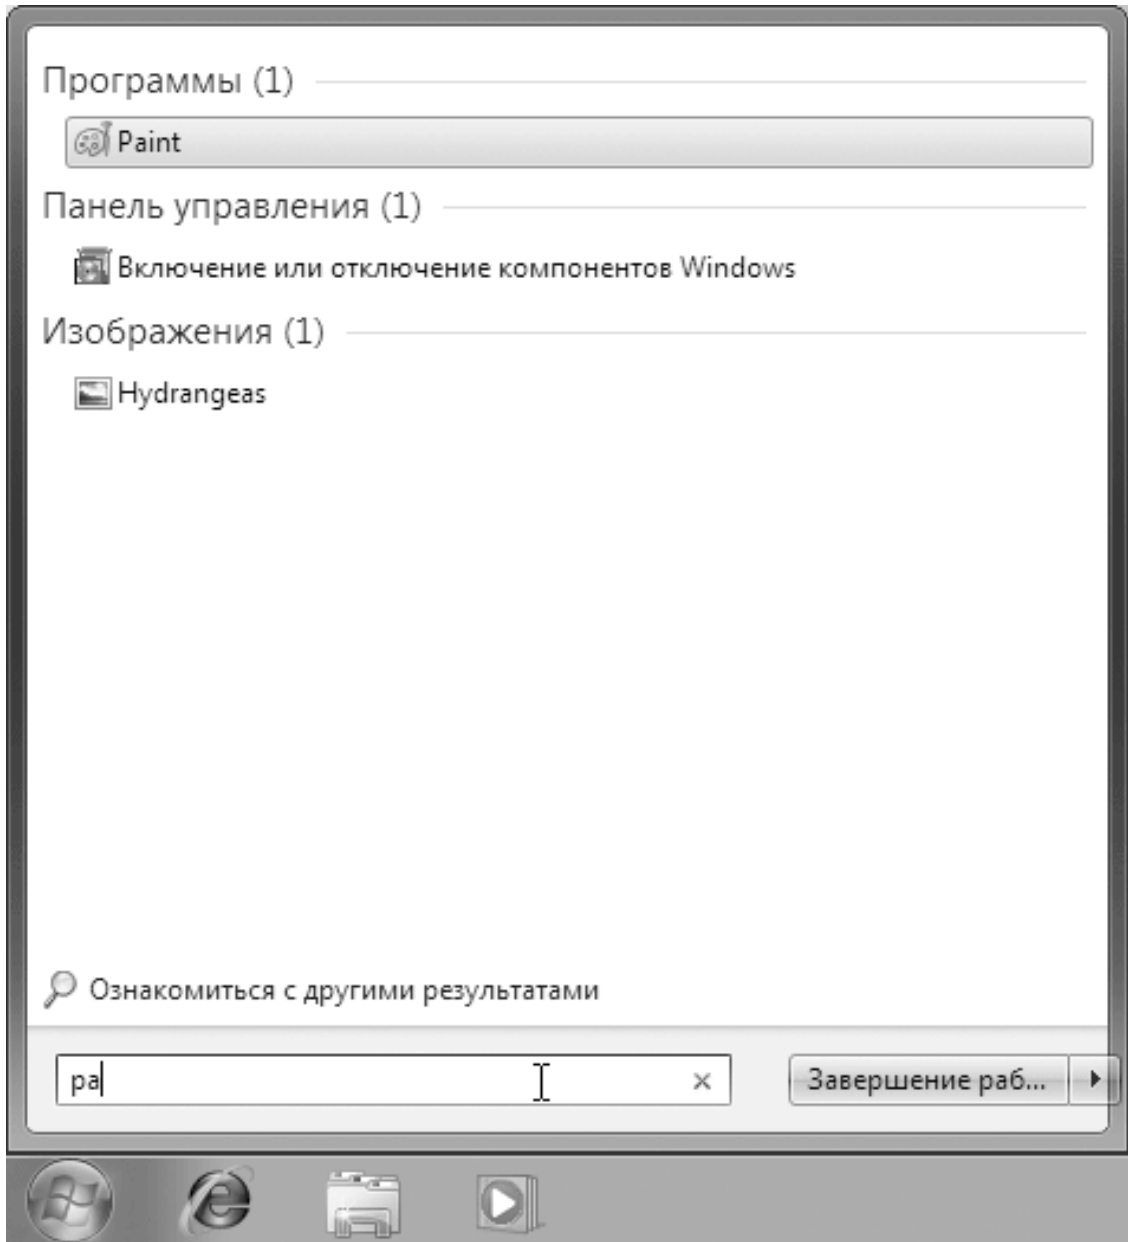 Программы (1)
Paint
Панель управления (1)
Включение или отключение компонентов Windows
Изображения (1)
Hydrangeas
Ознакомиться с другими результатами
pa
Завершение раб...